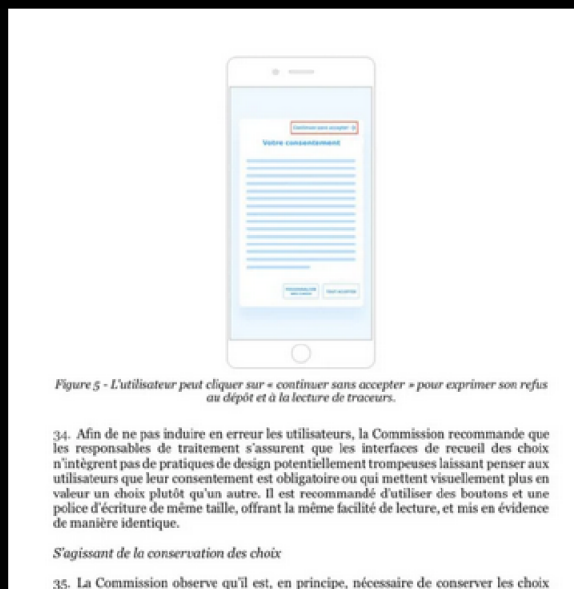 Continuer sans accepter →
Votre consentement
PERSONNALISER
MES CHOIX
TOUT ACCEPTER
Figure 5 - L'utilisateur peut cliquer sur « continuer sans accepter » pour exprimer son refus
au dépôt et à la lecture de traceurs.
34. Afin de ne pas induire en erreur les utilisateurs, la Commission recommande que
les responsables de traitement s'assurent que les interfaces de recueil des choix
n'intègrent pas de pratiques de design potentiellement trompeuses laissant penser aux
utilisateurs que leur consentement est obligatoire ou qui mettent visuellement plus en
valeur un choix plutôt qu'un autre. Il est recommandé d'utiliser des boutons et une
police d'écriture de même taille, offrant la même facilité de lecture, et mis en évidence
de manière identique.
S'agissant de la conservation des choix
35. La Commission observe qu'il est, en principe, nécessaire de conserver les choix